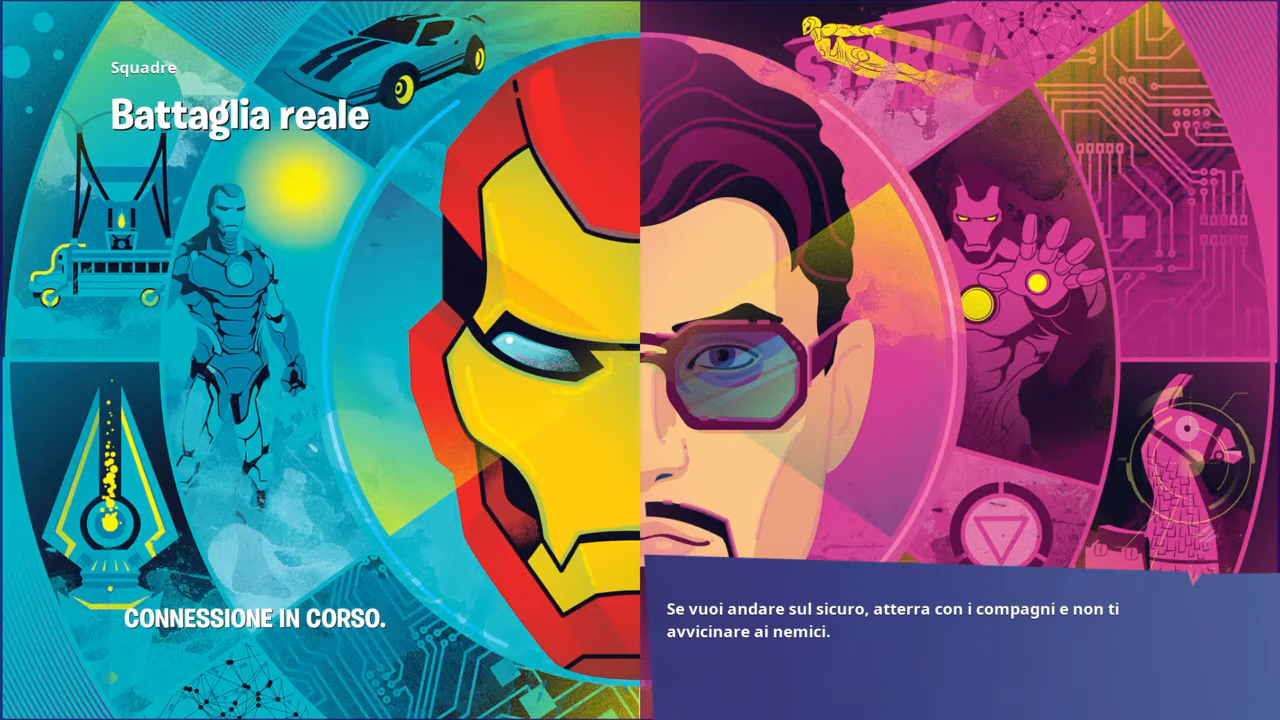 Squadre
Battaglia reale
STARK
CONNESSIONE IN CORSO.
Se vuoi andare sul sicuro, atterra con i compagni e non ti
avvicinare ai nemici.